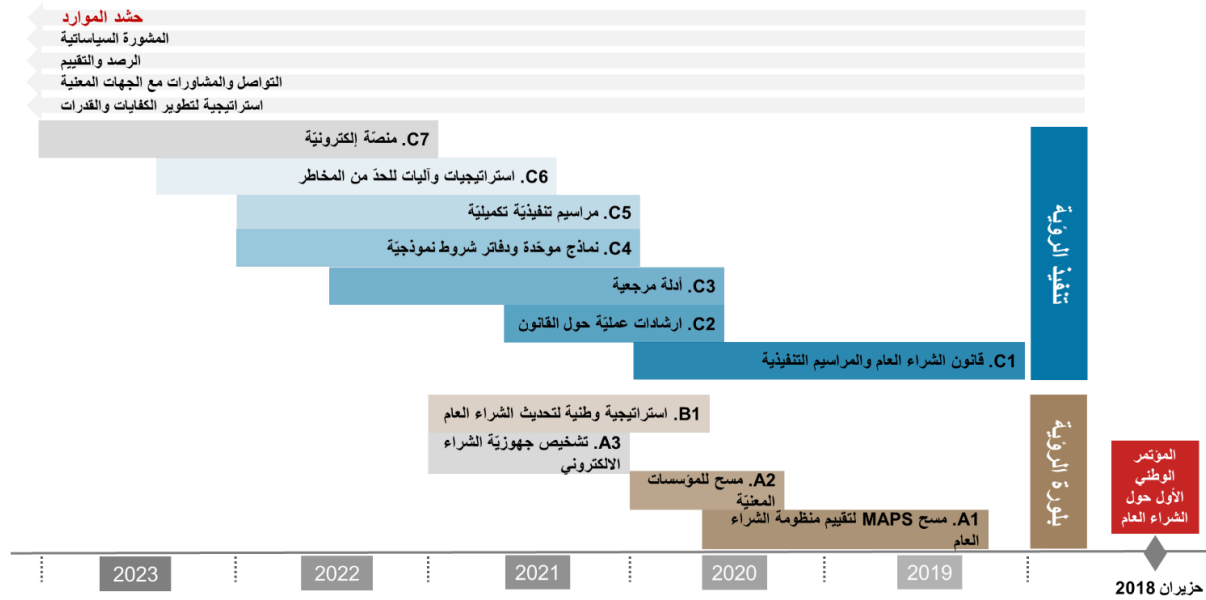 حشد الموارد
المشورة السياساتية
الرصد والتقييم
التواصل والمشاورات مع الجهات المعنية
استراتيجية لتطوير الكفايات والقدرات
تنفيذ الرؤية
C7. منصّة إلكترونيّة
C6. استراتيجيات وآليات للحدّ من المخاطر
C5. مراسيم تنفيذيّة تكميليّة
C4. نماذج موحّدة ودفاتر شروط نموذجيّة
C3. أدلة مرجعية
C2. ارشادات عمليّة حول القانون
C1. قانون الشراء العام والمراسيم التنفيذية
بلورة الرؤية
B1. استراتيجية وطنية لتحديث الشراء العام
A3. تشخيص جهوزيّة الشراء
الالكتروني
A2. مسح للمؤسسات
المعنيّة
A1. مسح MAPS لتقييم منظومة الشراء
العام
المؤتمر
الوطني
الأول حول
الشراء العام
حزيران 2018
2019
2020
2021
2022
2023